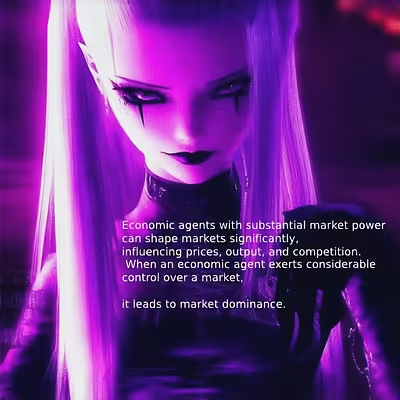 Economic agents with substantial market power
can shape markets significantly,
influencing prices, output, and competition.
When an economic agent exerts considerable
control over a market,
it leads to market dominance.